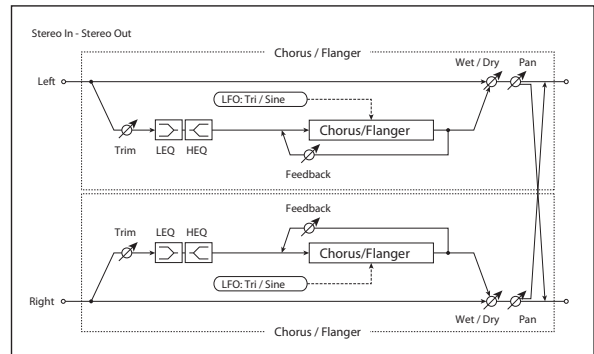 Stereo In - Stereo Out
Chorus / Flanger
Wet / Dry Pan
Left
LFO: Tri / Sine
Chorus/Flanger
Trim LEQ HEQ
Feedback
Feedback
Trim LEQ HEQ
Chorus/Flanger
LFO: Tri / Sine
Right
Wet / Dry Pan
Chorus / Flanger